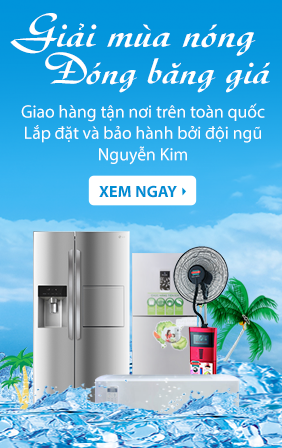 Giải mùa nóng
Đóng băng giá
Giao hàng tận nơi trên toàn quốc
Lắp đặt và bảo hành bởi đội ngũ
Nguyễn Kim
XEM NGAY